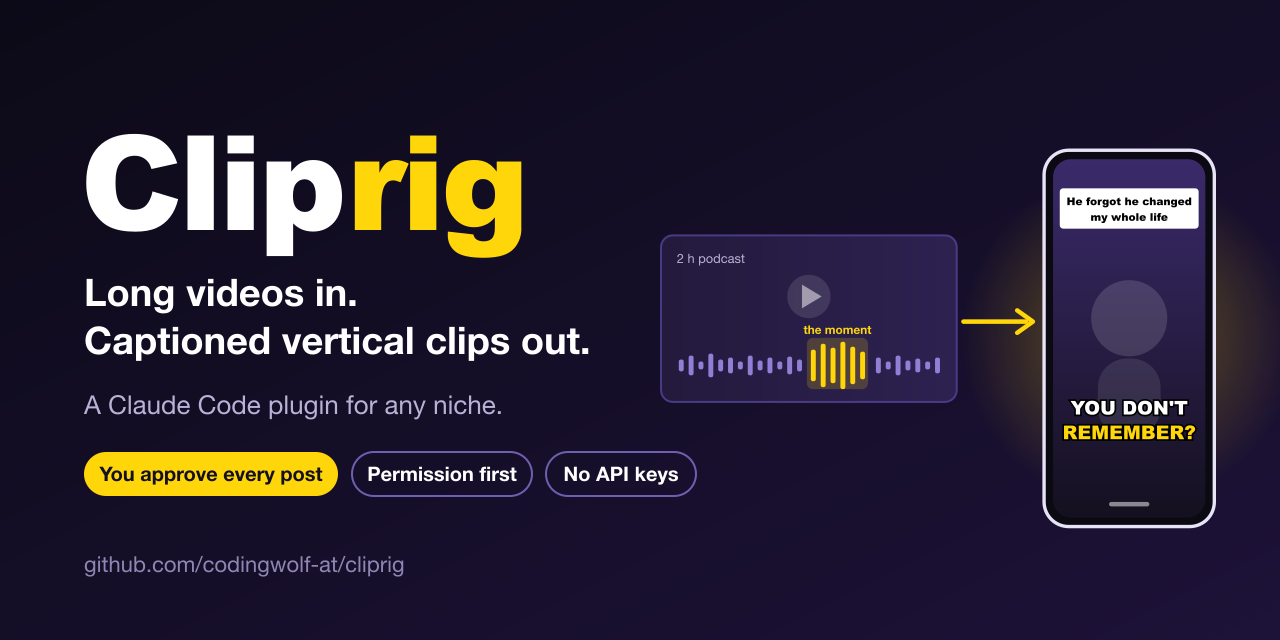 Cliprig
Long videos in.
Captioned vertical clips out.
A Claude Code plugin for any niche.
You approve every post
Permission first
No API keys
github.com/codingwolf-at/cliprig
2 h podcast
the moment
He forgot he changed
my whole life
YOU DON'T
REMEMBER?